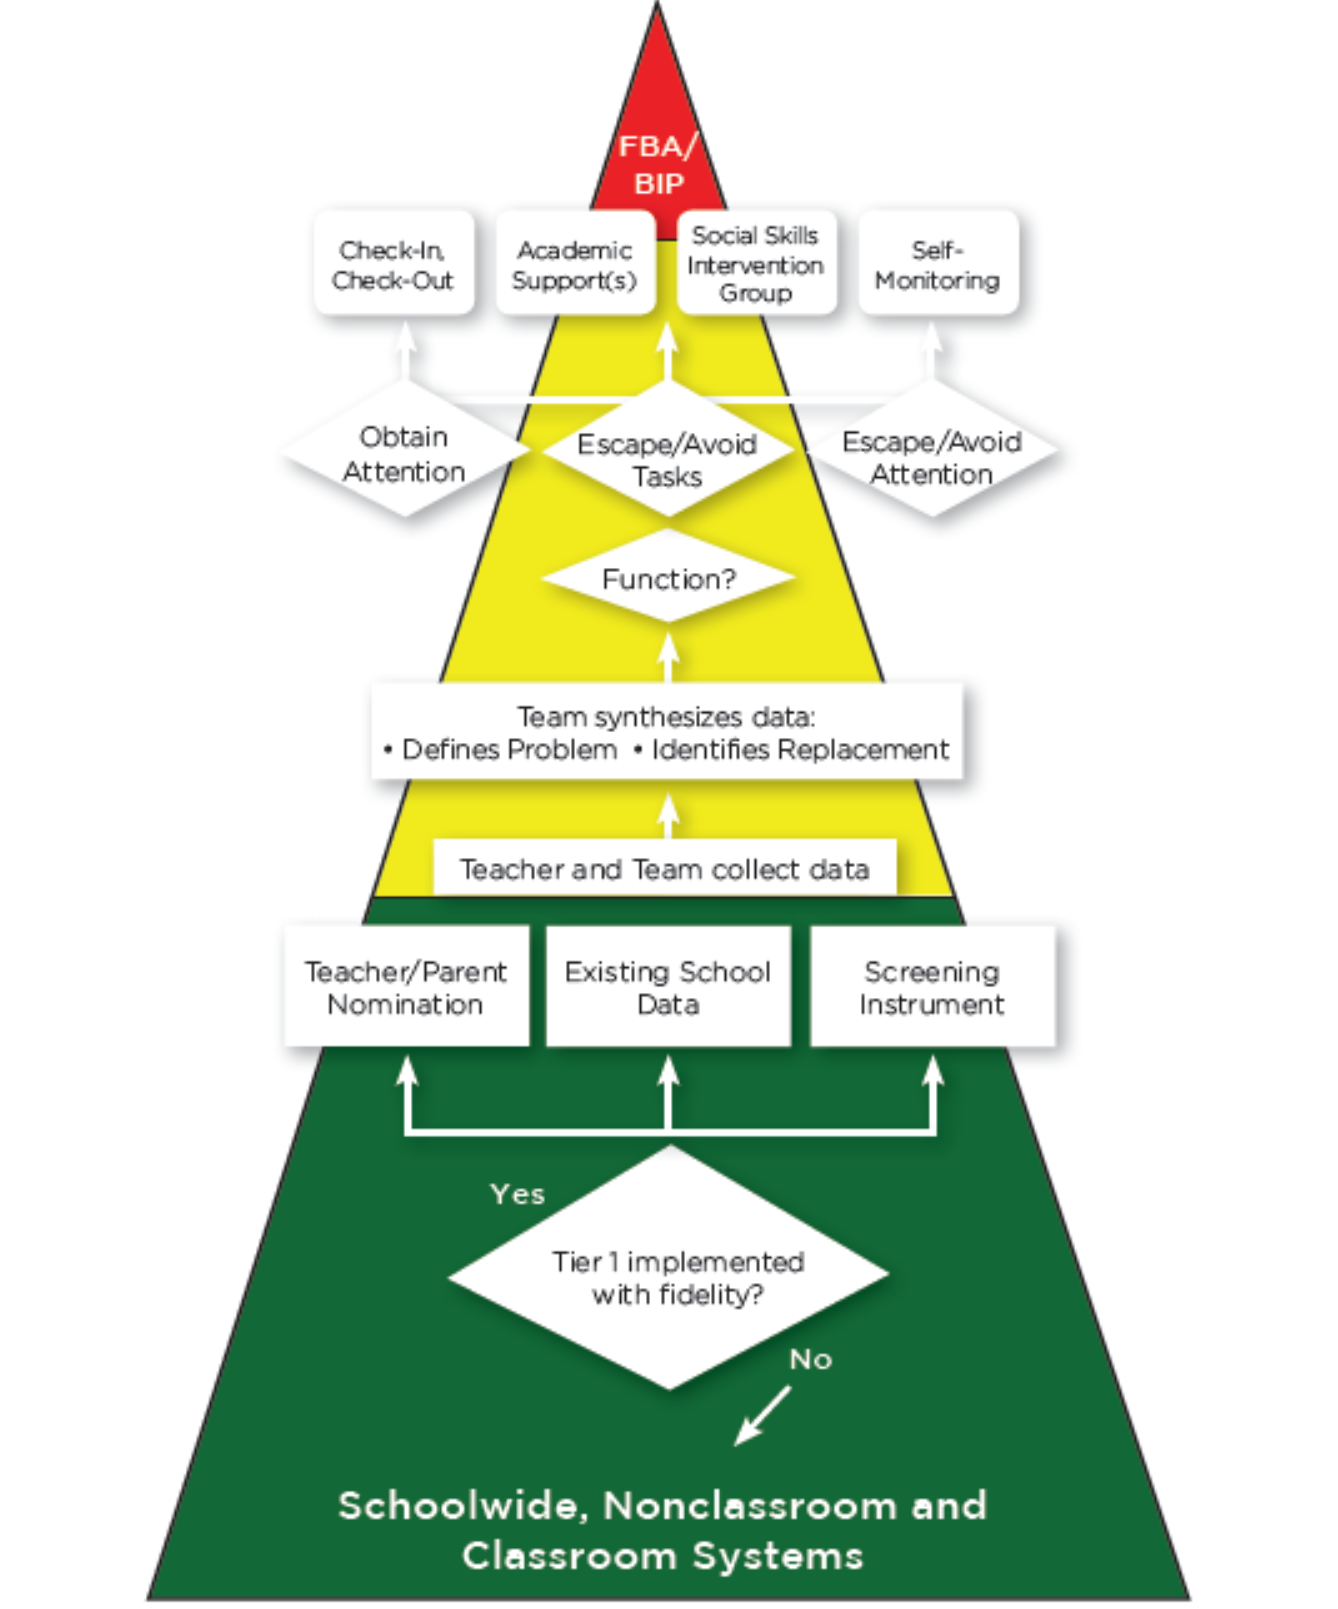 FBA/
BIP
Check-In,
Check-Out
Academic
Support(s)
Social Skills
Intervention
Group
Self-
Monitoring
Obtain
Attention
Escape/Avoid
Tasks
Escape/Avoid
Attention
Function?
Team synthesizes data:
• Defines Problem • Identifies Replacement
Teacher and Team collect data
Teacher/Parent
Nomination
Existing School
Data
Screening
Instrument
Yes
Tier 1 implemented
with fidelity?
No
Schoolwide, Nonclassroom and
Classroom Systems